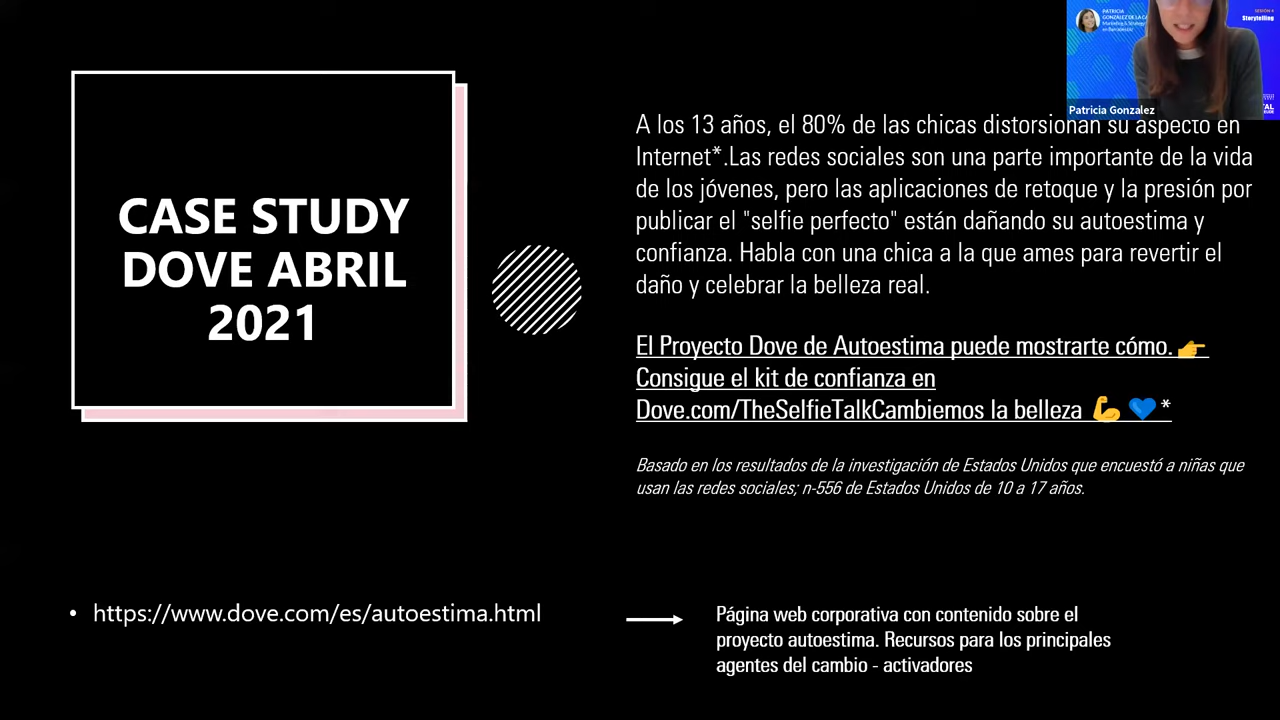 PATRICIA
SESIÓN 4
Storytelling
Patricia Gonzalez
CASE STUDY
DOVE ABRIL
2021
A los 13 años, el 80% de las chicas distorsionan su aspecto en
Internet*.Las redes sociales son una parte importante de la vida
de los jóvenes, pero las aplicaciones de retoque y la presión por
publicar el "selfie perfecto" están dañando su autoestima y
confianza. Habla con una chica a la que ames para revertir el
daño y celebrar la belleza real.
El Proyecto Dove de Autoestima puede mostrarte cómo. 👉
Consigue el kit de confianza en
Dove.com/TheSelfieTalkCambiemos la belleza 💪 💙*
Basado en los resultados de la investigación de Estados Unidos que encuestó a niñas que
usan las redes sociales; n-556 de Estados Unidos de 10 a 17 años.
• https://www.dove.com/es/autoestima.html
Página web corporativa con contenido sobre el
proyecto autoestima. Recursos para los principales
agentes del cambio - activadores